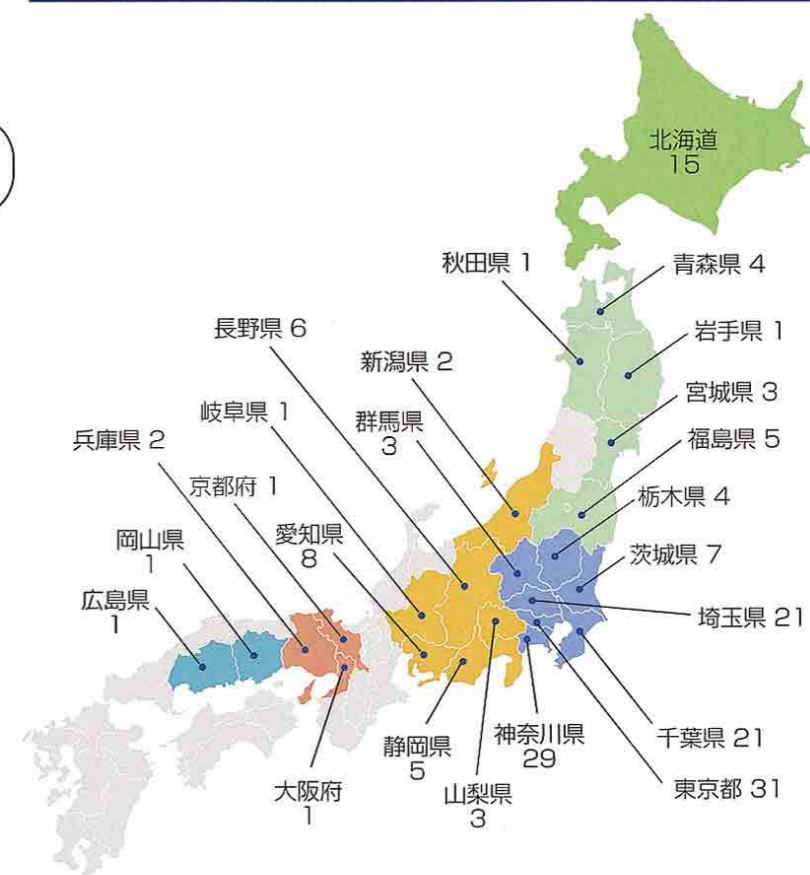 北海道
15
秋田県 1
青森県 4
長野県 6
岩手県 1
新潟県 2
宮城県 3
岐阜県 1
群馬県
3
福島県 5
兵庫県 2
京都府 1
栃木県 4
岡山県
1
愛知県
8
茨城県 7
広島県
1
埼玉県 21
静岡県
5
神奈川県
29
千葉県 21
大阪府
1
山梨県
3
東京都 31